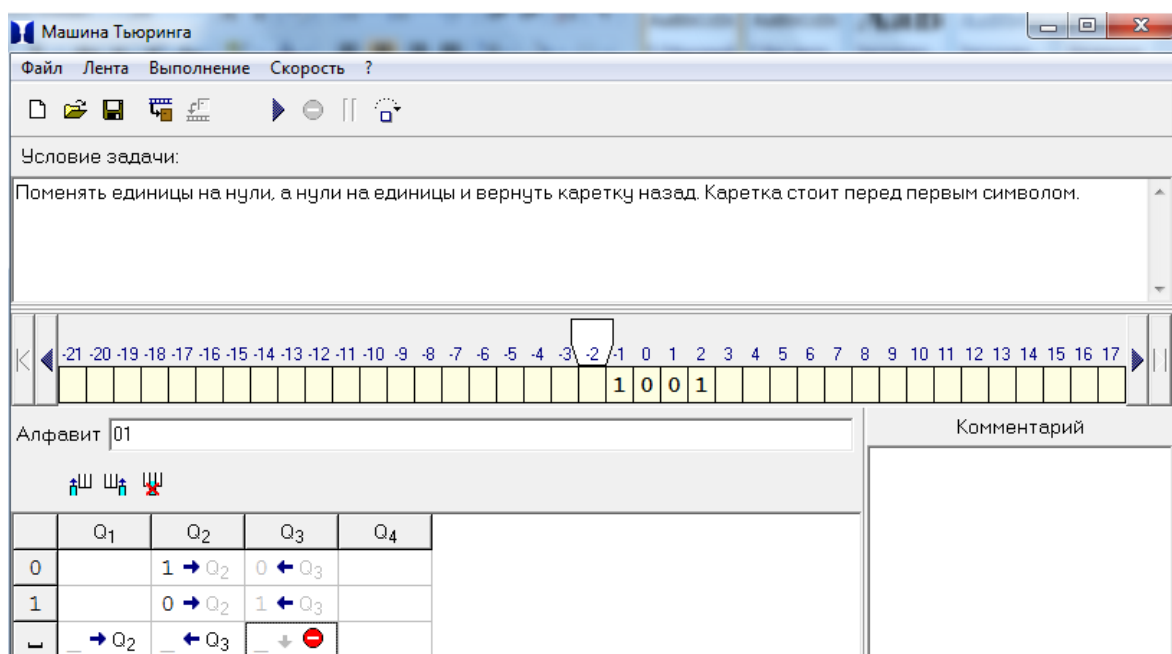 Машина Тьюринга
Файл Лента Выполнение Скорость ?
Условие задачи:
Поменять единицы на нули, а нули на единицы и вернуть каретку назад. Каретка стоит перед первым символом.
-21 -20 -19 -18 -17 -16 -15 -14 -13 -12 -11 -10 -9 -8 -7 -6 -5 -4 -3 -2 -1 0 1 2 3 4 5 6 7 8 9 10 11 12 13 14 15 16 17
1 0 0 1
Алфавит 01
Комментарий
Q1 Q2 Q3 Q4
0 1 → Q2 0 ← Q3
1 0 → Q2 1 ← Q3
_ → Q2 _ ← Q3 _ ↓